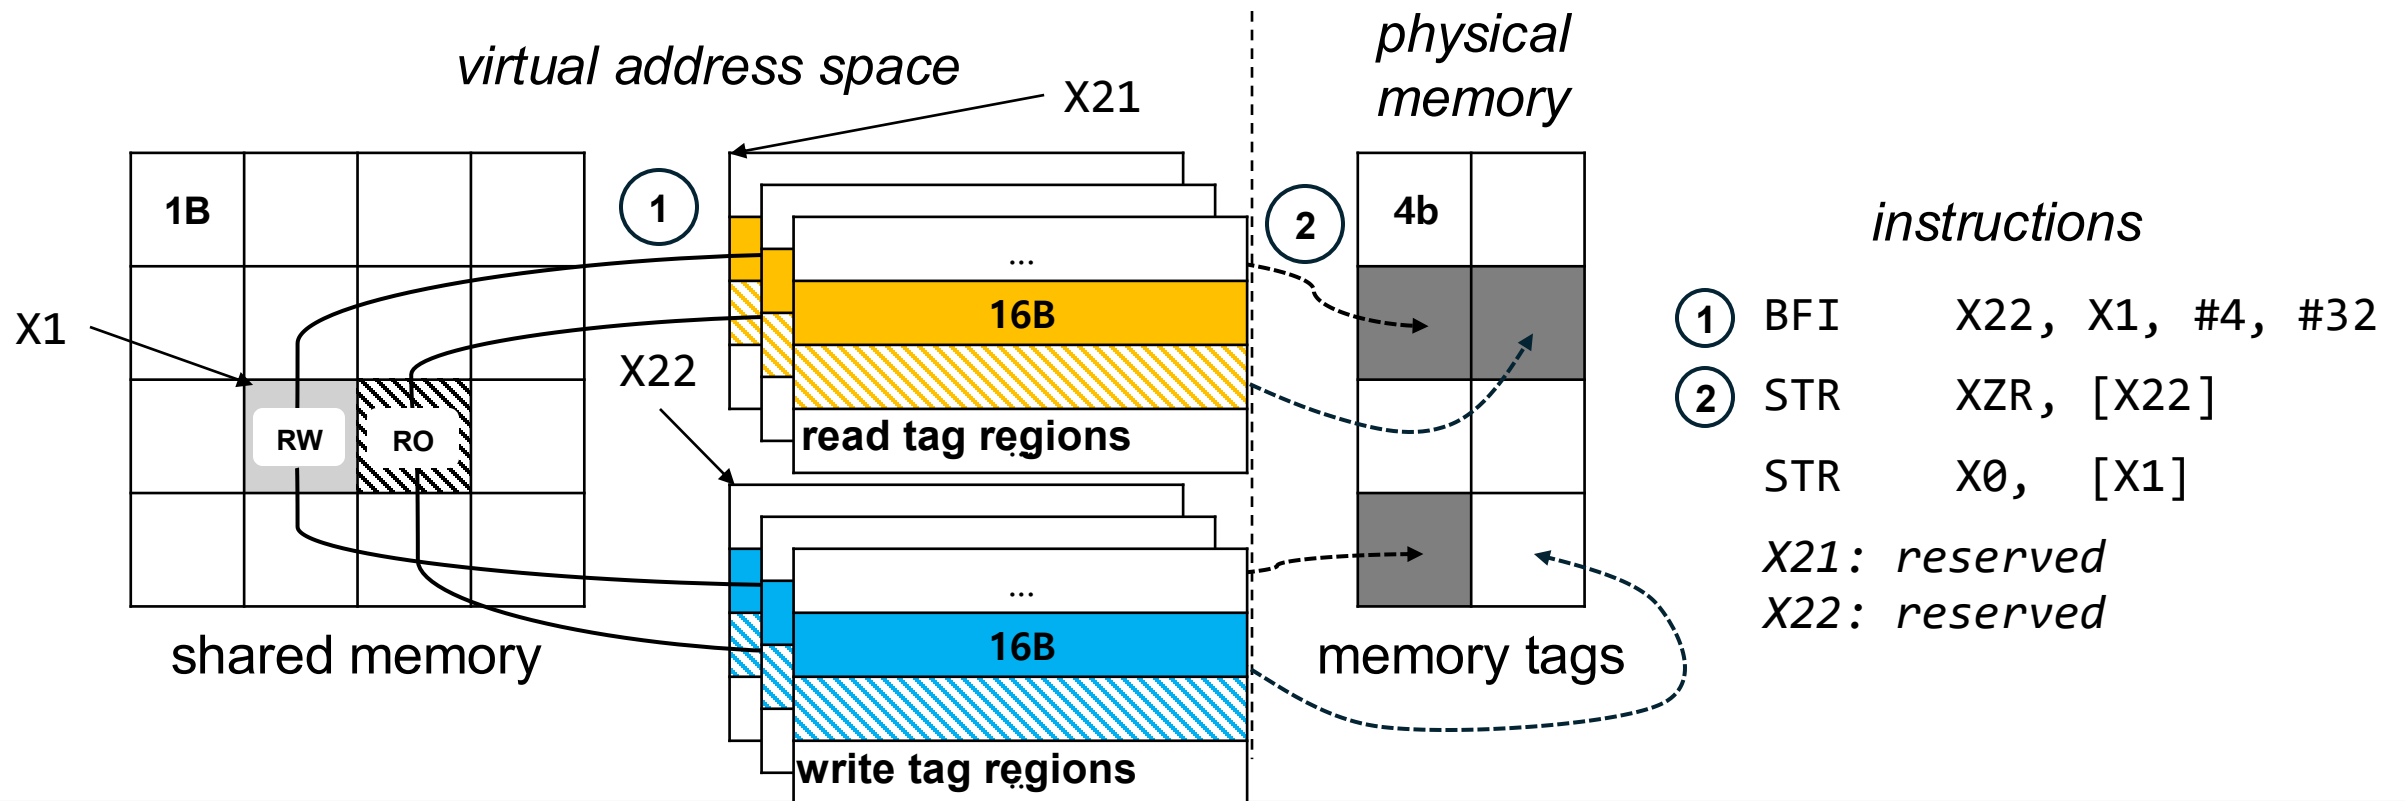 virtual address space
physical
memory
X21
1B
1
2
4b
instructions
...
16B
X1
X22
RW
RO
read tag regions
...
...
16B
write tag regions
...
shared memory
memory tags
1 BFI X22, X1, #4, #32
2 STR XZR, [X22]
STR X0, [X1]
X21: reserved
X22: reserved